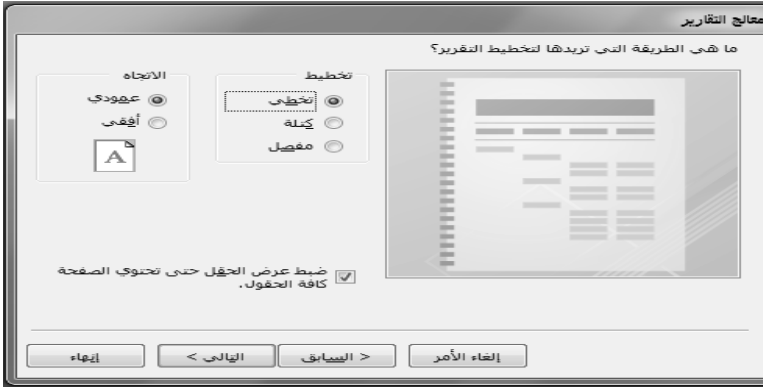 معالج التقارير
ما هي الطريقة التي تريدها لتخطيط التقرير؟
تخطيط
تخطي
كتلة
مفصل
الاتجاه
عمودي
أفقي
A
ضبط عرض الحقل حتى تحتوي الصفحة
كافة الحقول.
إلغاء الأمر
< السابق
التالي >
إنهاء